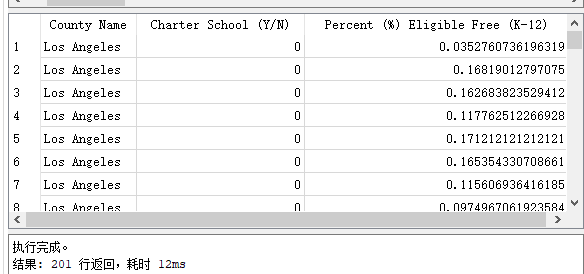 County Name Charter School (Y/N) Percent (%) Eligible Free (K-12)
1 Los Angeles 0 0.0352760736196319
2 Los Angeles 0 0.16819012797075
3 Los Angeles 0 0.162683823529412
4 Los Angeles 0 0.117762512266928
5 Los Angeles 0 0.171212121212121
6 Los Angeles 0 0.165354330708661
7 Los Angeles 0 0.115606936416185
8 Los Angeles 0 0.0974967061923584
执行完成。
结果: 201 行返回，耗时 12ms